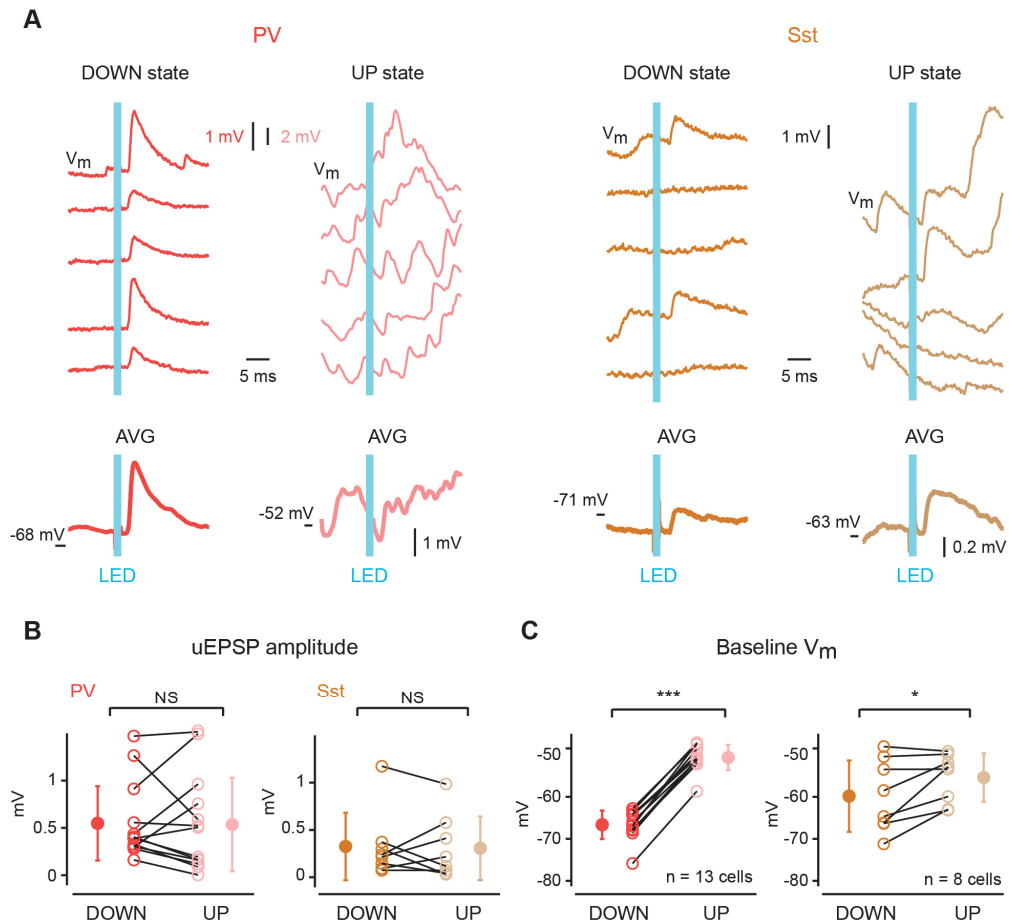 A
PV
Sst
DOWN state
UP state
DOWN state
UP state
1 mV
2 mV
1 mV
Vm
Vm
Vm
Vm
5 ms
5 ms
AVG
AVG
AVG
AVG
-68 mV
-52 mV
1 mV
-71 mV
-63 mV
0.2 mV
LED
LED
LED
LED
B
uEPSP amplitude
C
Baseline Vm
PV
NS
Sst
NS
***
*
mV
1
0.5
0
DOWN
UP
mV
1
0.5
0
DOWN
UP
mV
-50
-60
-70
-80
n = 13 cells
DOWN
UP
mV
-50
-60
-70
-80
n = 8 cells
DOWN
UP